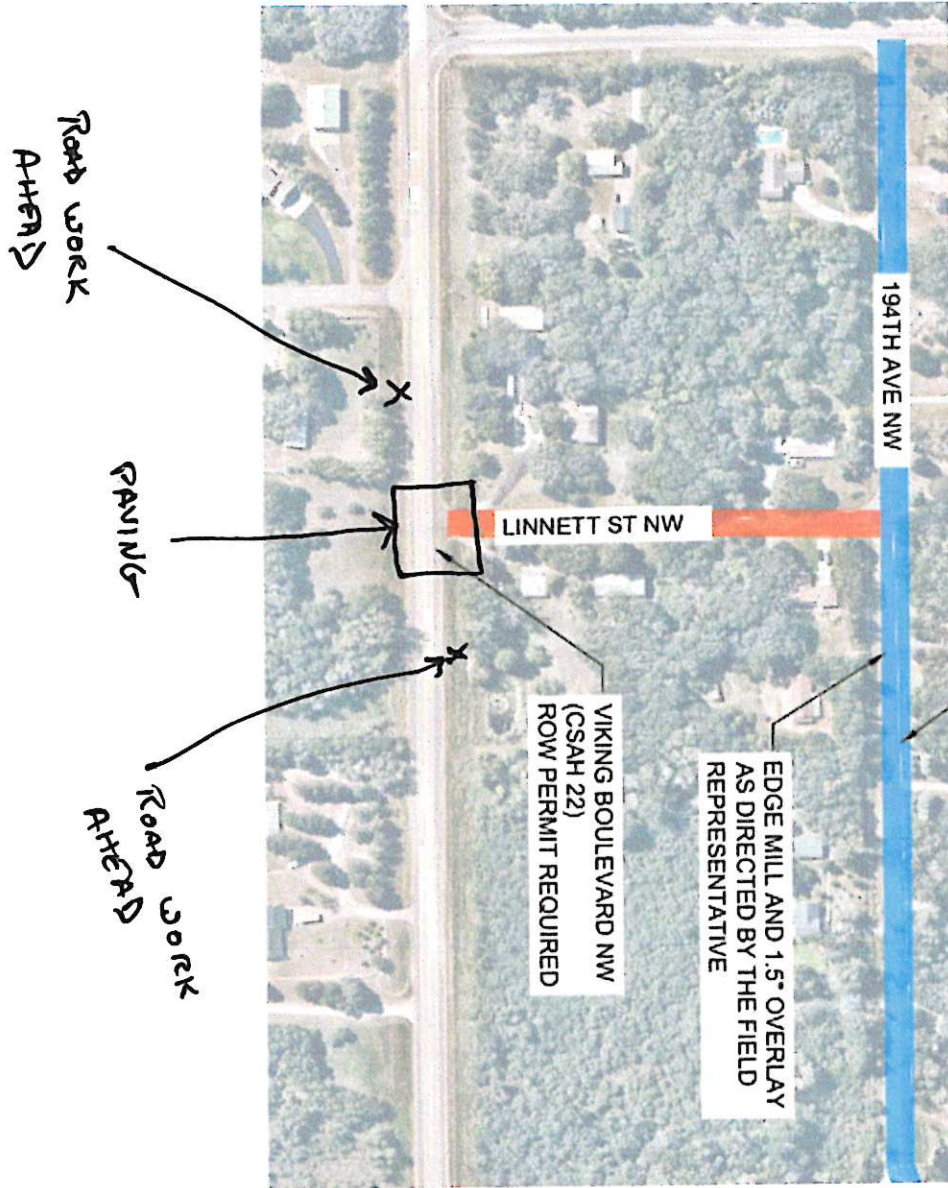 194TH AVE NW
EDGE MILL AND 1.5" OVERLAY
AS DIRECTED BY THE FIELD
REPRESENTATIVE
LINNETT ST NW
VIKING BOULEVARD NW
(CSAH 22)
ROW PERMIT REQUIRED
ROAD WORK
AHEAD
PAVING
ROAD WORK
AHEAD